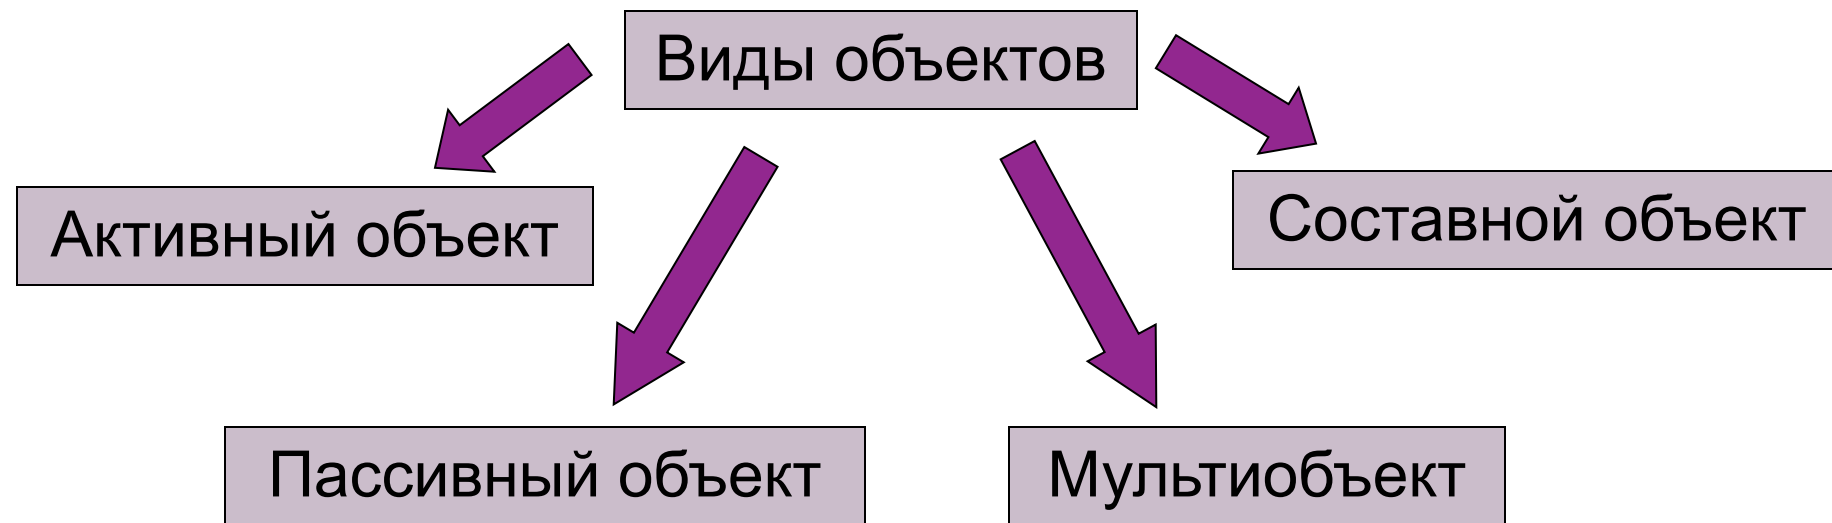 Виды объектов
Активный объект
Составной объект
Пассивный объект
Мультиобъект